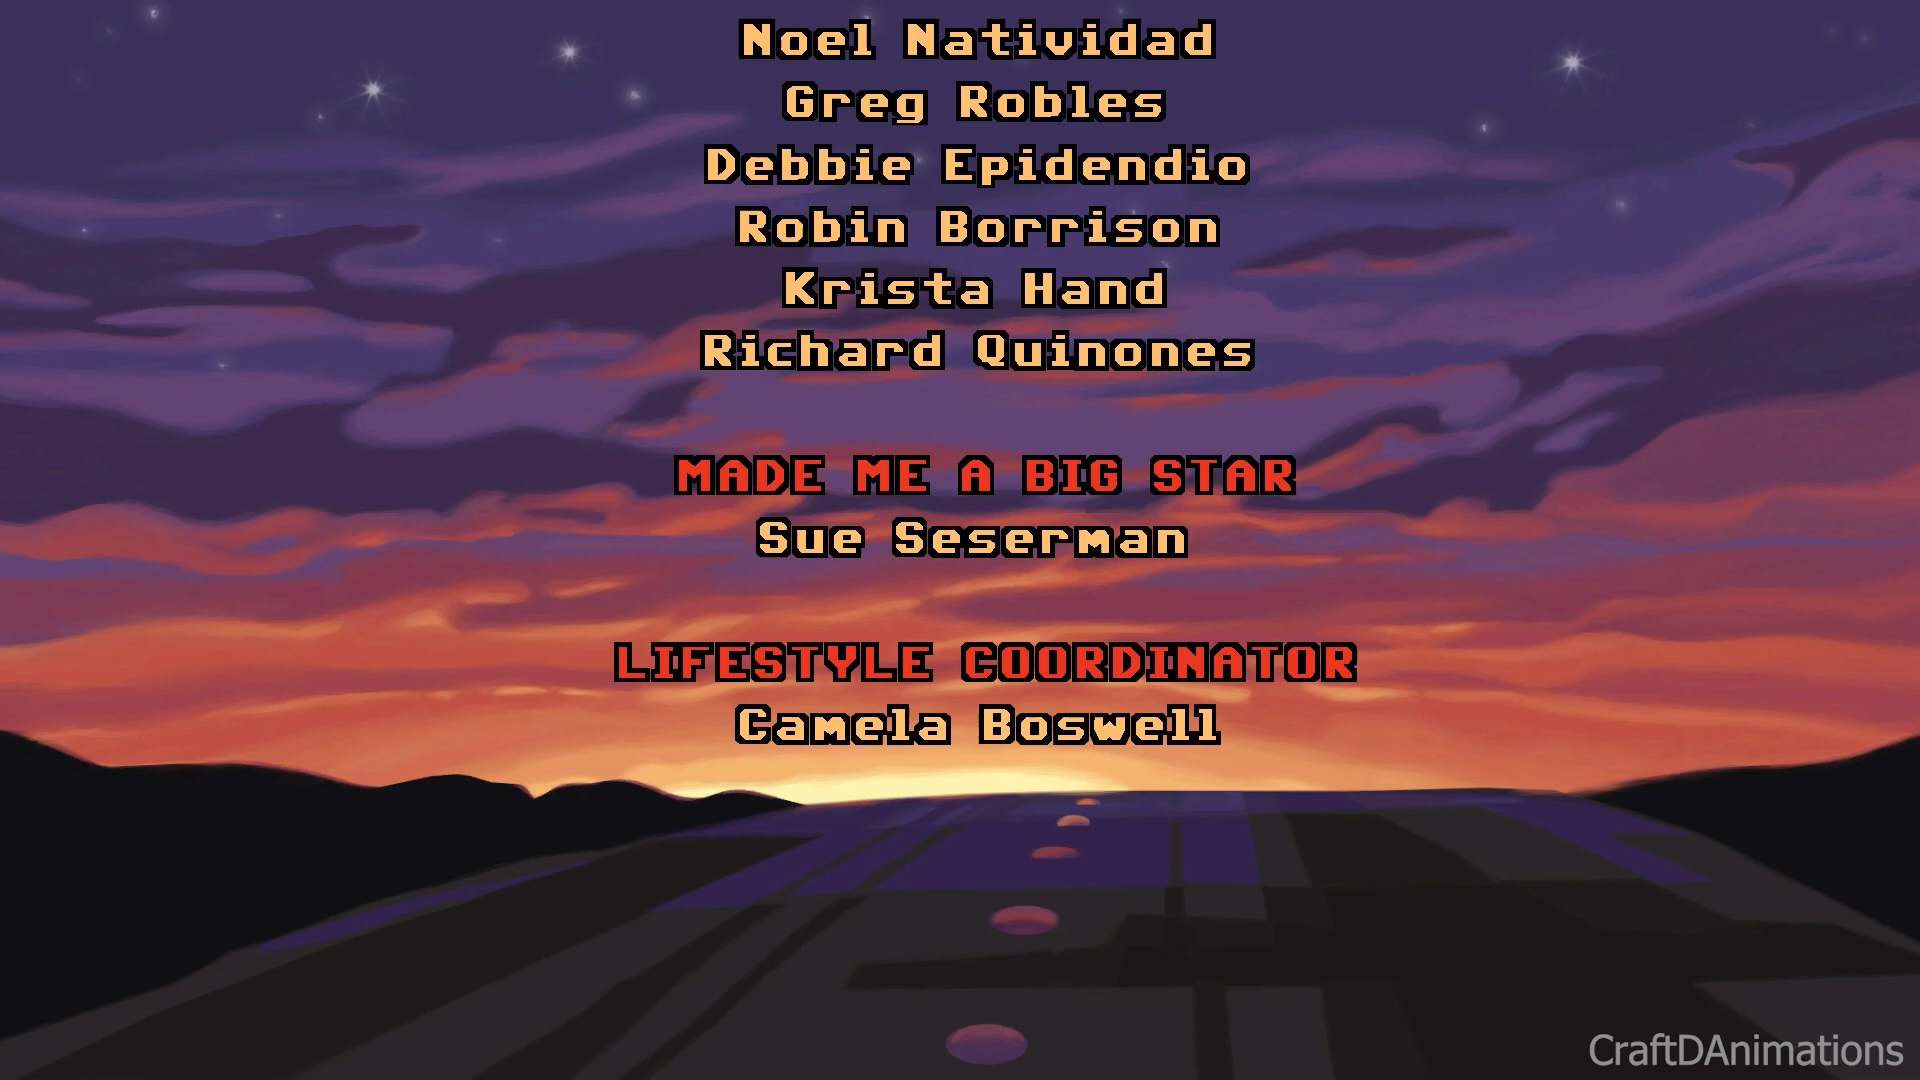 Noel Natividad
Greg Robles
Debbie Epidendio
Robin Borrison
Krista Hand
Richard Quinones
MADE ME A BIG STAR
Sue Seserman
LIFESTYLE COORDINATOR
Camela Boswell
CraftDAnimations